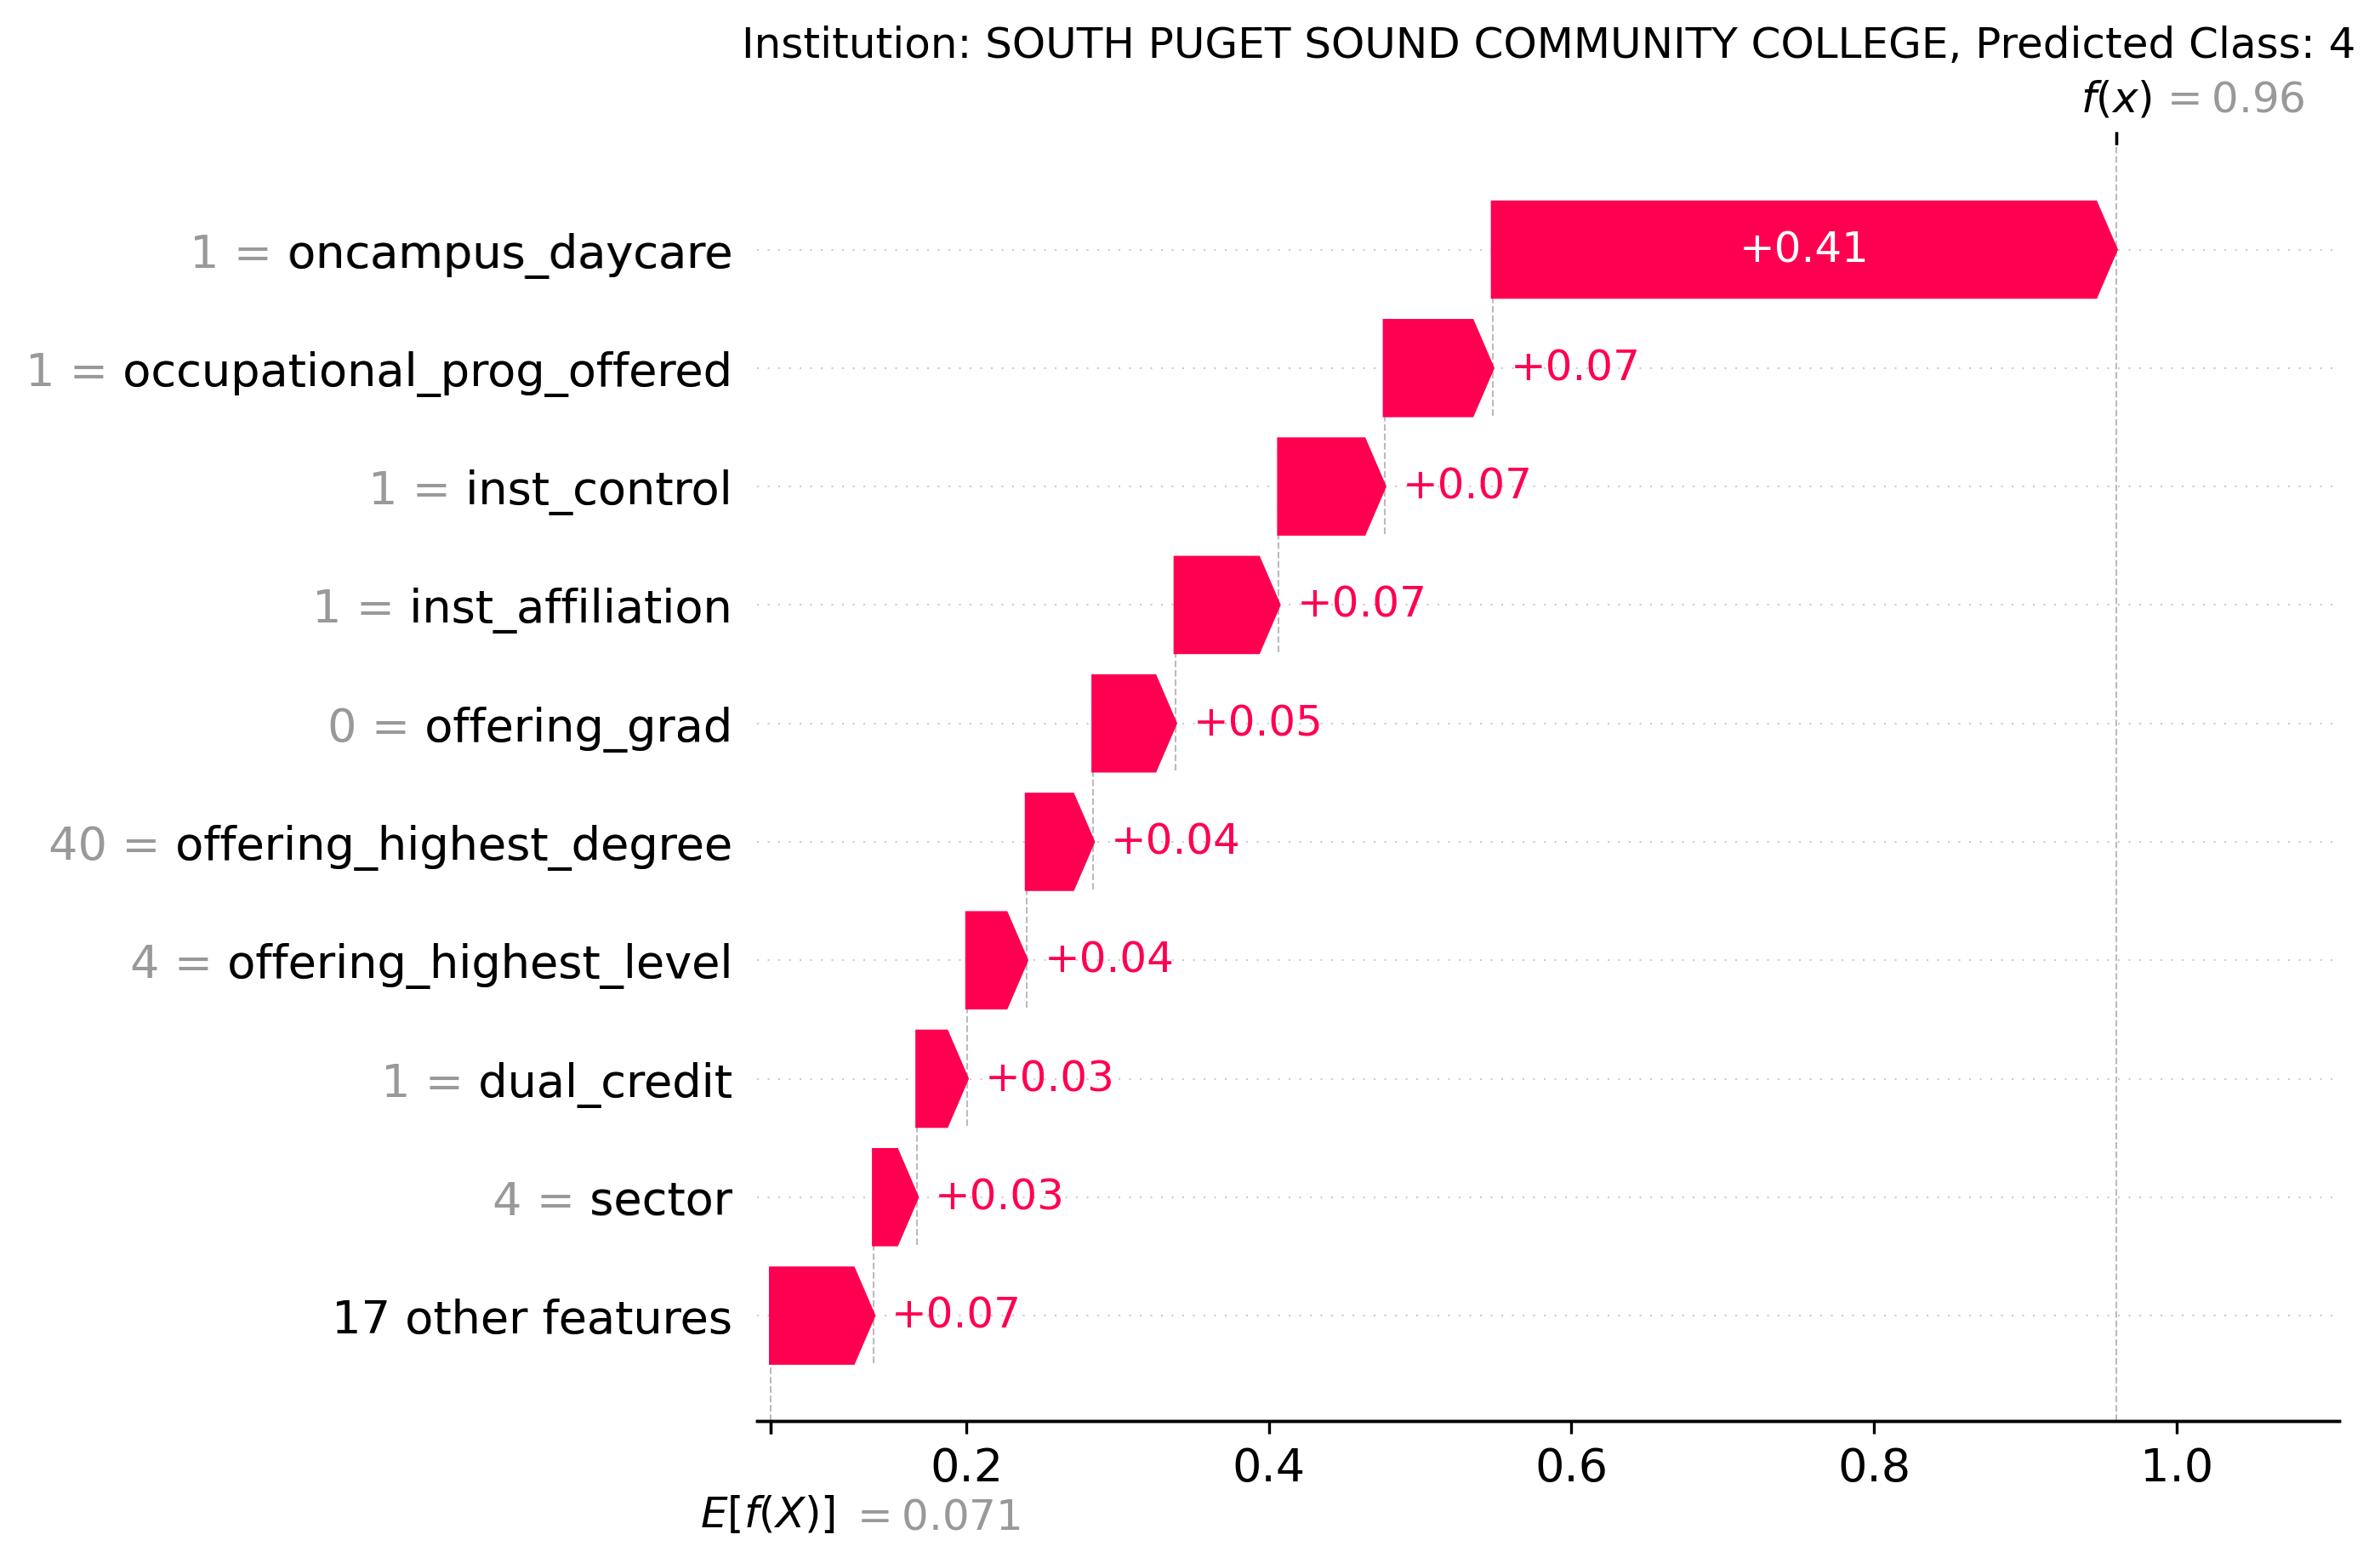 Institution: SOUTH PUGET SOUND COMMUNITY COLLEGE, Predicted Class: 4
f(x) = 0.96
1 = oncampus_daycare +0.41
1 = occupational_prog_offered +0.07
1 = inst_control +0.07
1 = inst_affiliation +0.07
0 = offering_grad +0.05
40 = offering_highest_degree +0.04
4 = offering_highest_level +0.04
1 = dual_credit +0.03
4 = sector +0.03
17 other features +0.07
0.2 0.4 0.6 0.8 1.0
E[f(X)] = 0.071